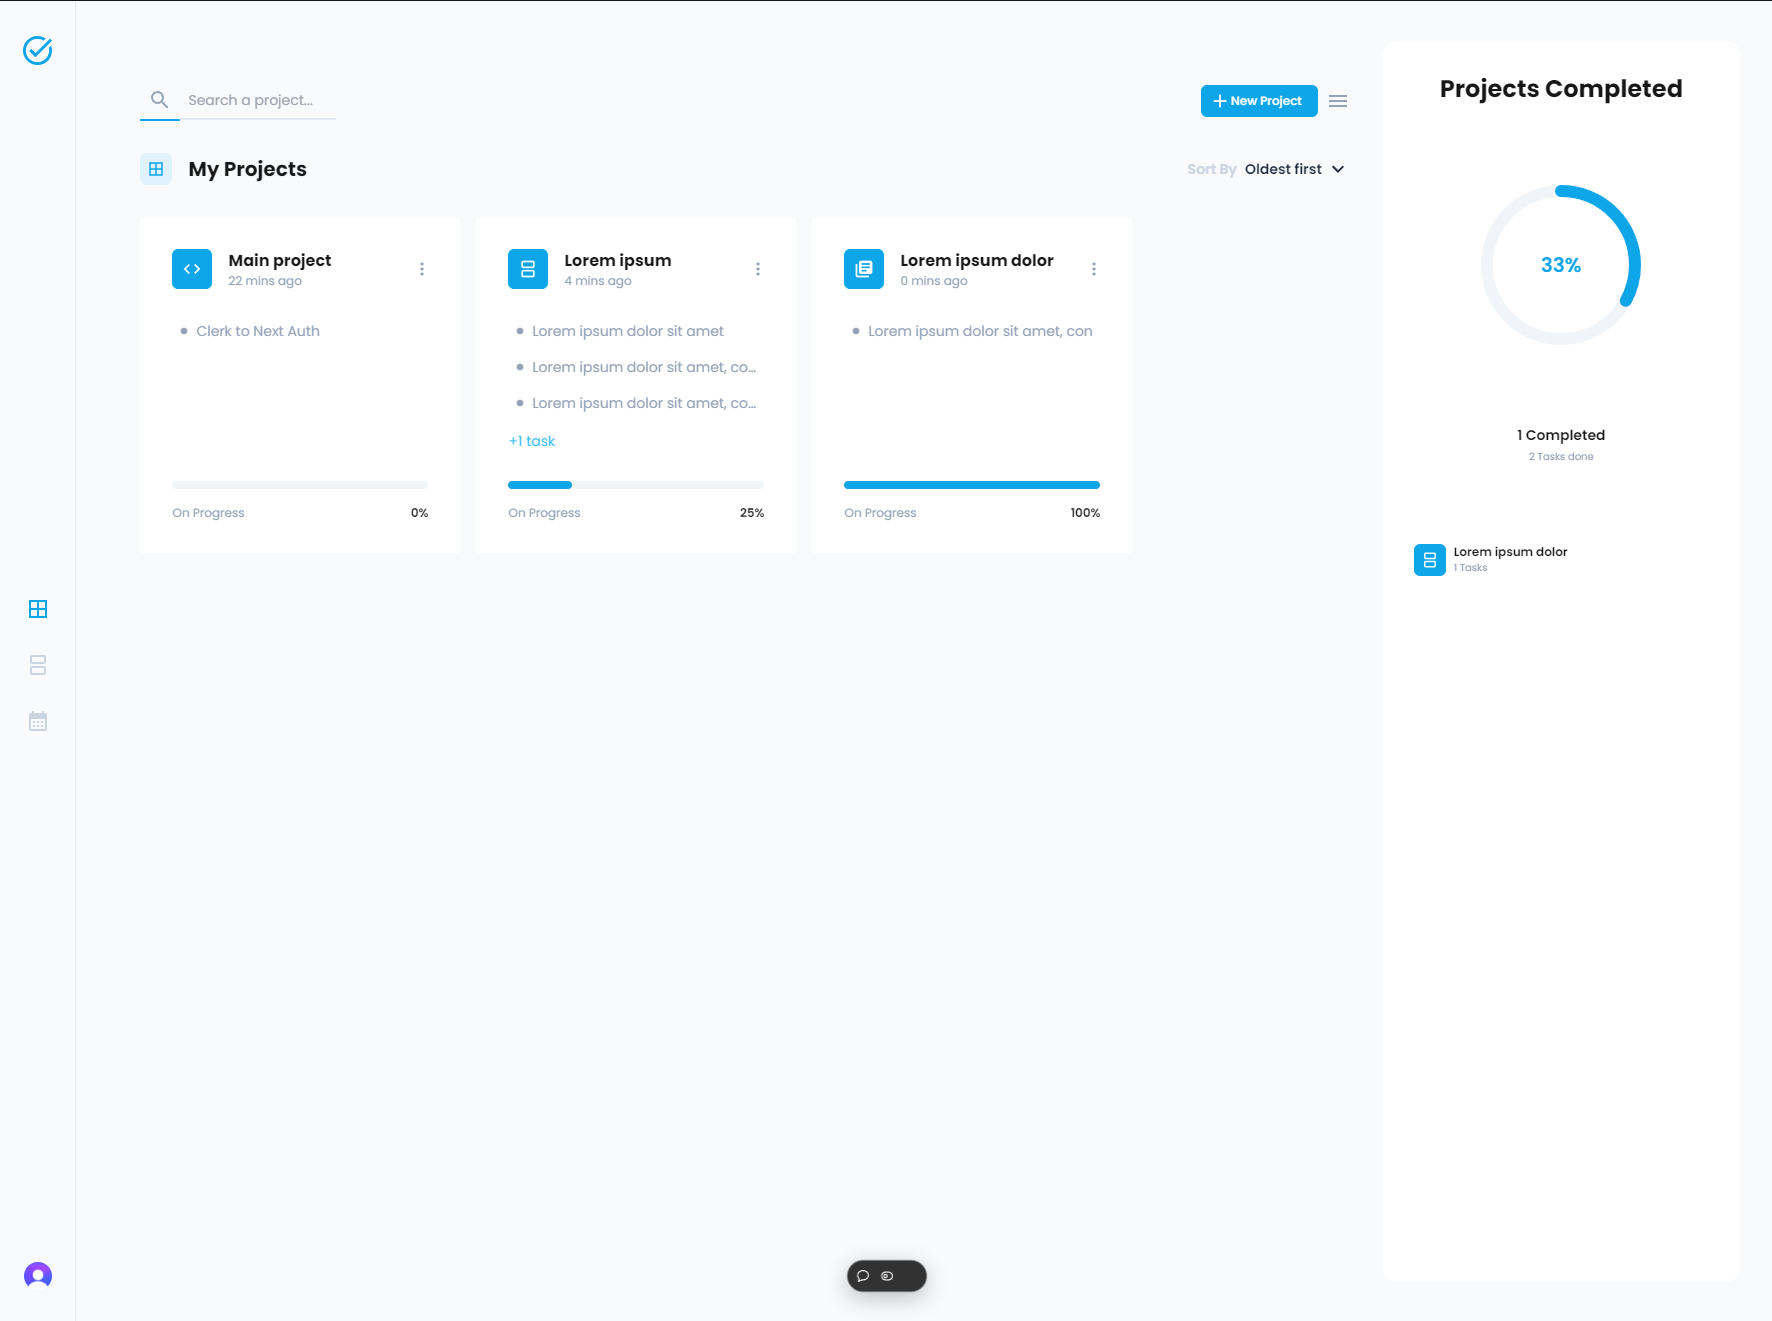 Search a project...
New Project
My Projects
Sort By Oldest first
Main project
22 mins ago
Clerk to Next Auth
On Progress 0%
Lorem ipsum
4 mins ago
Lorem ipsum dolor sit amet
Lorem ipsum dolor sit amet, co...
Lorem ipsum dolor sit amet, co...
+1 task
On Progress 25%
Lorem ipsum dolor
0 mins ago
Lorem ipsum dolor sit amet, con
On Progress 100%
Projects Completed
33%
1 Completed
2 Tasks done
Lorem ipsum dolor
1 Tasks